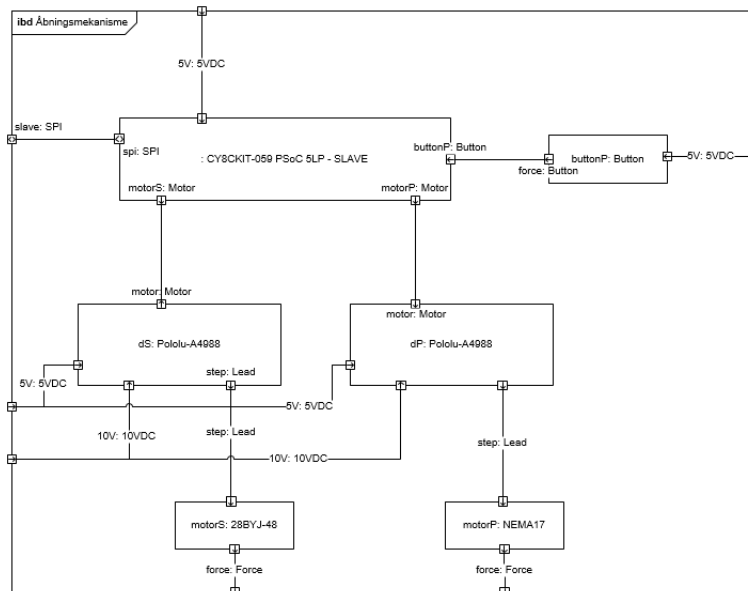 ibd Åbningsmekanisme
5V: 5VDC
slave: SPI
spi: SPI
: CY8CKIT-059 PSoC 5LP - SLAVE
buttonP: Button
buttonP: Button
force: Button
5V: 5VDC
motorS: Motor
motorP: Motor
motor: Motor
motor: Motor
dS: Pololu-A4988
dP: Pololu-A4988
step: Lead
5V: 5VDC
5V: 5VDC
10V: 10VDC
step: Lead
step: Lead
10V: 10VDC
motorS: 28BYJ-48
motorP: NEMA17
force: Force
force: Force